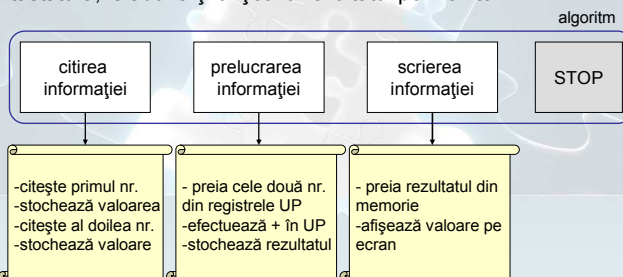 algoritm
citirea
informaţiei
prelucrarea
informaţiei
scrierea
informaţiei
STOP
-citeşte primul nr.
-stochează valoarea
-citeşte al doilea nr.
-stochează valoare
- preia cele două nr.
din registrele UP
-efectuează + în UP
-stochează rezultatul
- preia rezultatul din
memorie
-afişează valoare pe
ecran